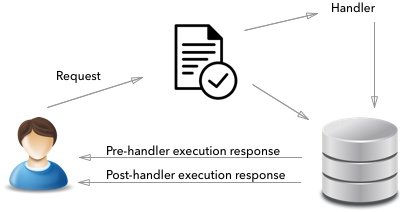 Handler
Request
Pre-handler execution response
Post-handler execution response